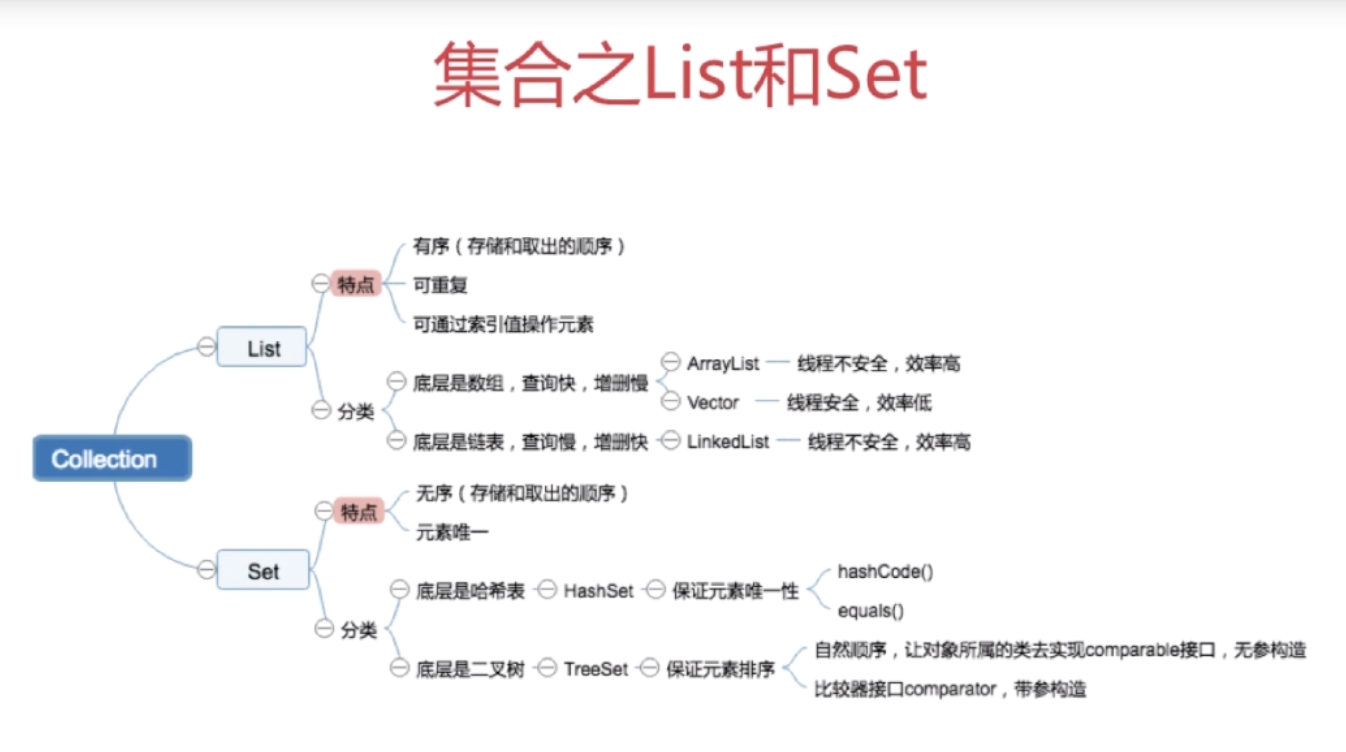 集合之List和Set
Collection
List
特点
有序（存储和取出的顺序）
可重复
可通过索引值操作元素
分类
底层是数组，查询快，增删慢
ArrayList
线程不安全，效率高
Vector
线程安全，效率低
底层是链表，查询慢，增删快
LinkedList
线程不安全，效率高
Set
特点
无序（存储和取出的顺序）
元素唯一
分类
底层是哈希表
HashSet
保证元素唯一性
hashCode()
equals()
底层是二叉树
TreeSet
保证元素排序
自然顺序，让对象所属的类去实现comparable接口，无参构造
比较器接口comparator，带参构造